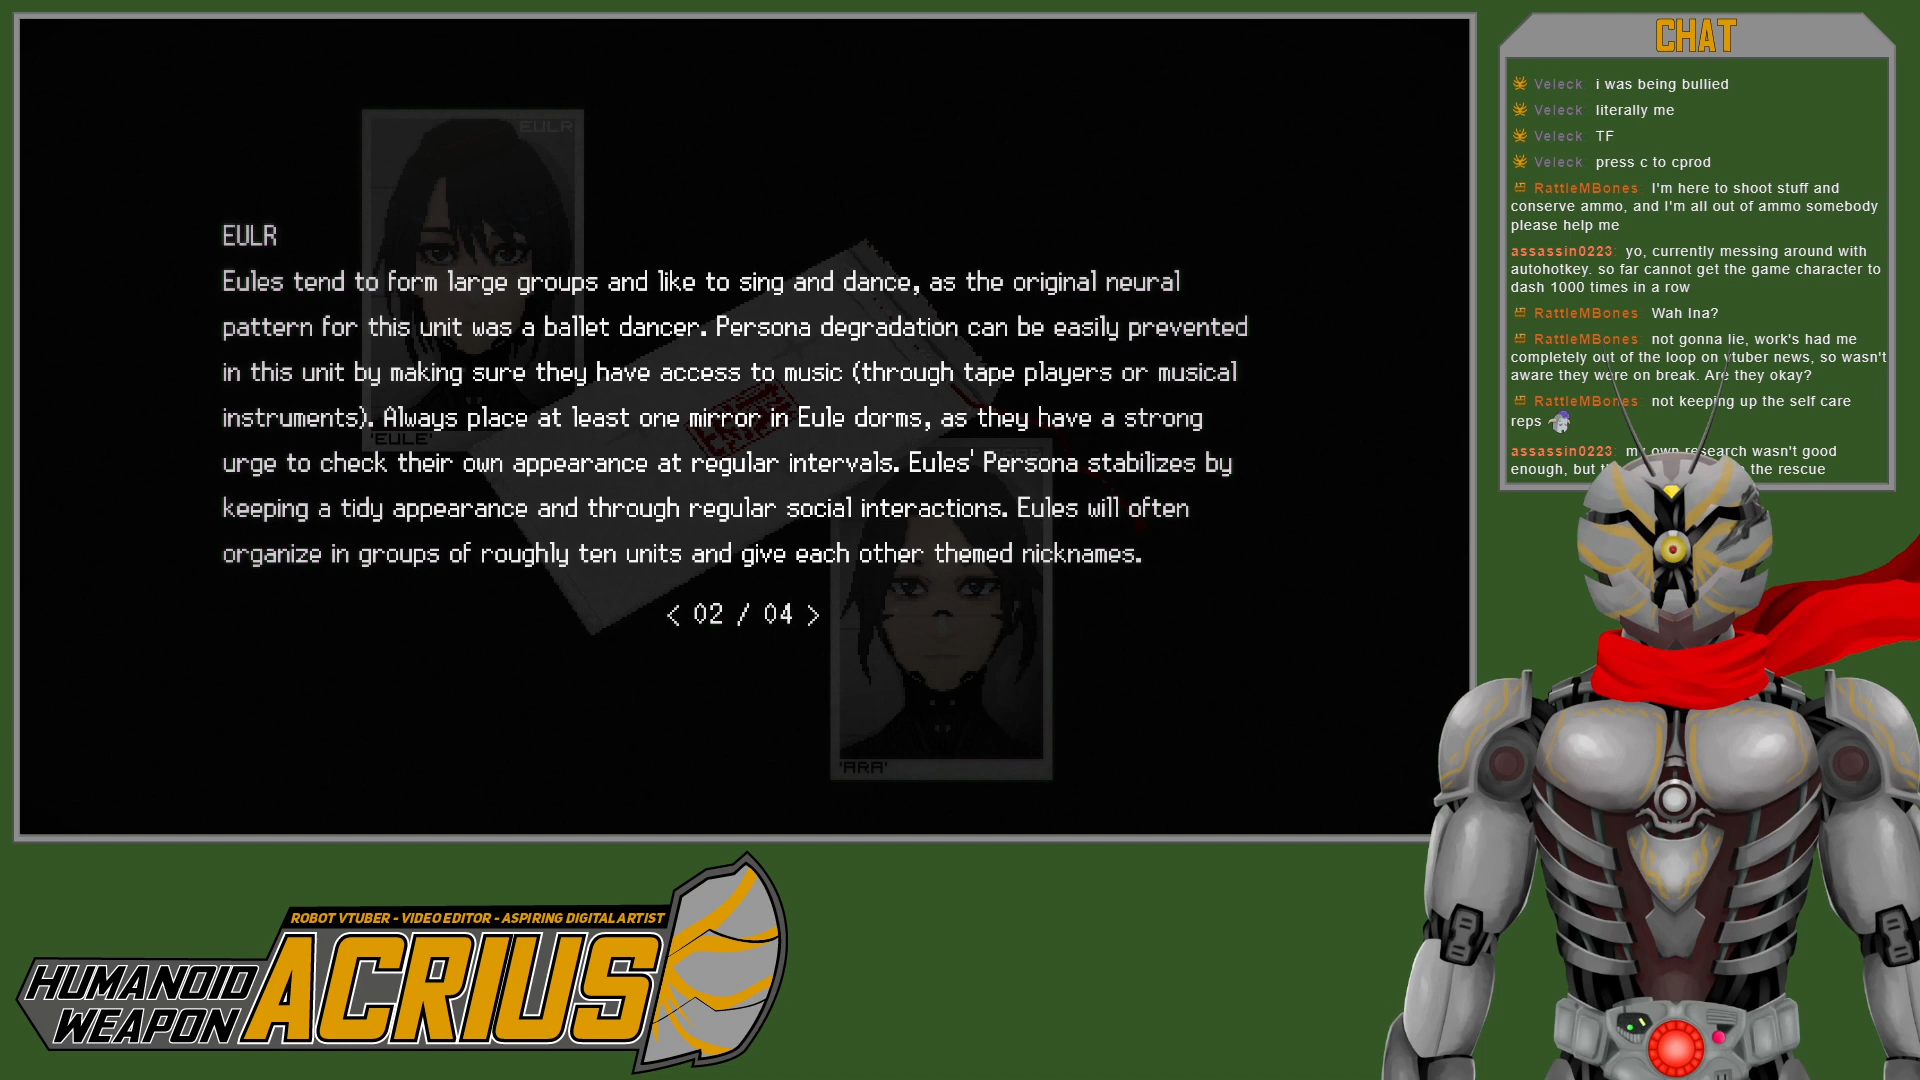 EULR
EULR
Eules tend to form large groups and like to sing and dance, as the original neural
pattern for this unit was a ballet dancer. Persona degradation can be easily prevented
in this unit by making sure they have access to music (through tape players or musical
instruments). Always place at least one mirror in Eule dorms, as they have a strong
'EULE'
urge to check their own appearance at regular intervals. Eules' Persona stabilizes by
keeping a tidy appearance and through regular social interactions. Eules will often
organize in groups of roughly ten units and give each other themed nicknames.
< 02 / 04 >
'ARA'
CHAT
Veleck i was being bullied
Veleck literally me
Veleck TF
Veleck press c to cprod
RattleMBones I'm here to shoot stuff and
conserve ammo, and I'm all out of ammo somebody
please help me
assassin0223: yo, currently messing around with
autohotkey. so far cannot get the game character to
dash 1000 times in a row
RattleMBones Wah Ina?
RattleMBones not gonna lie, work's had me
completely out of the loop on vtuber news, so wasn't
aware they were on break. Are they okay?
RattleMBones not keeping up the self care
reps
assassin0223: my own research wasn't good
enough, but the rescue
ROBOT VTUBER - VIDEO EDITOR - ASPIRING DIGITAL ARTIST
HUMANOID
WEAPON
ACRIUS